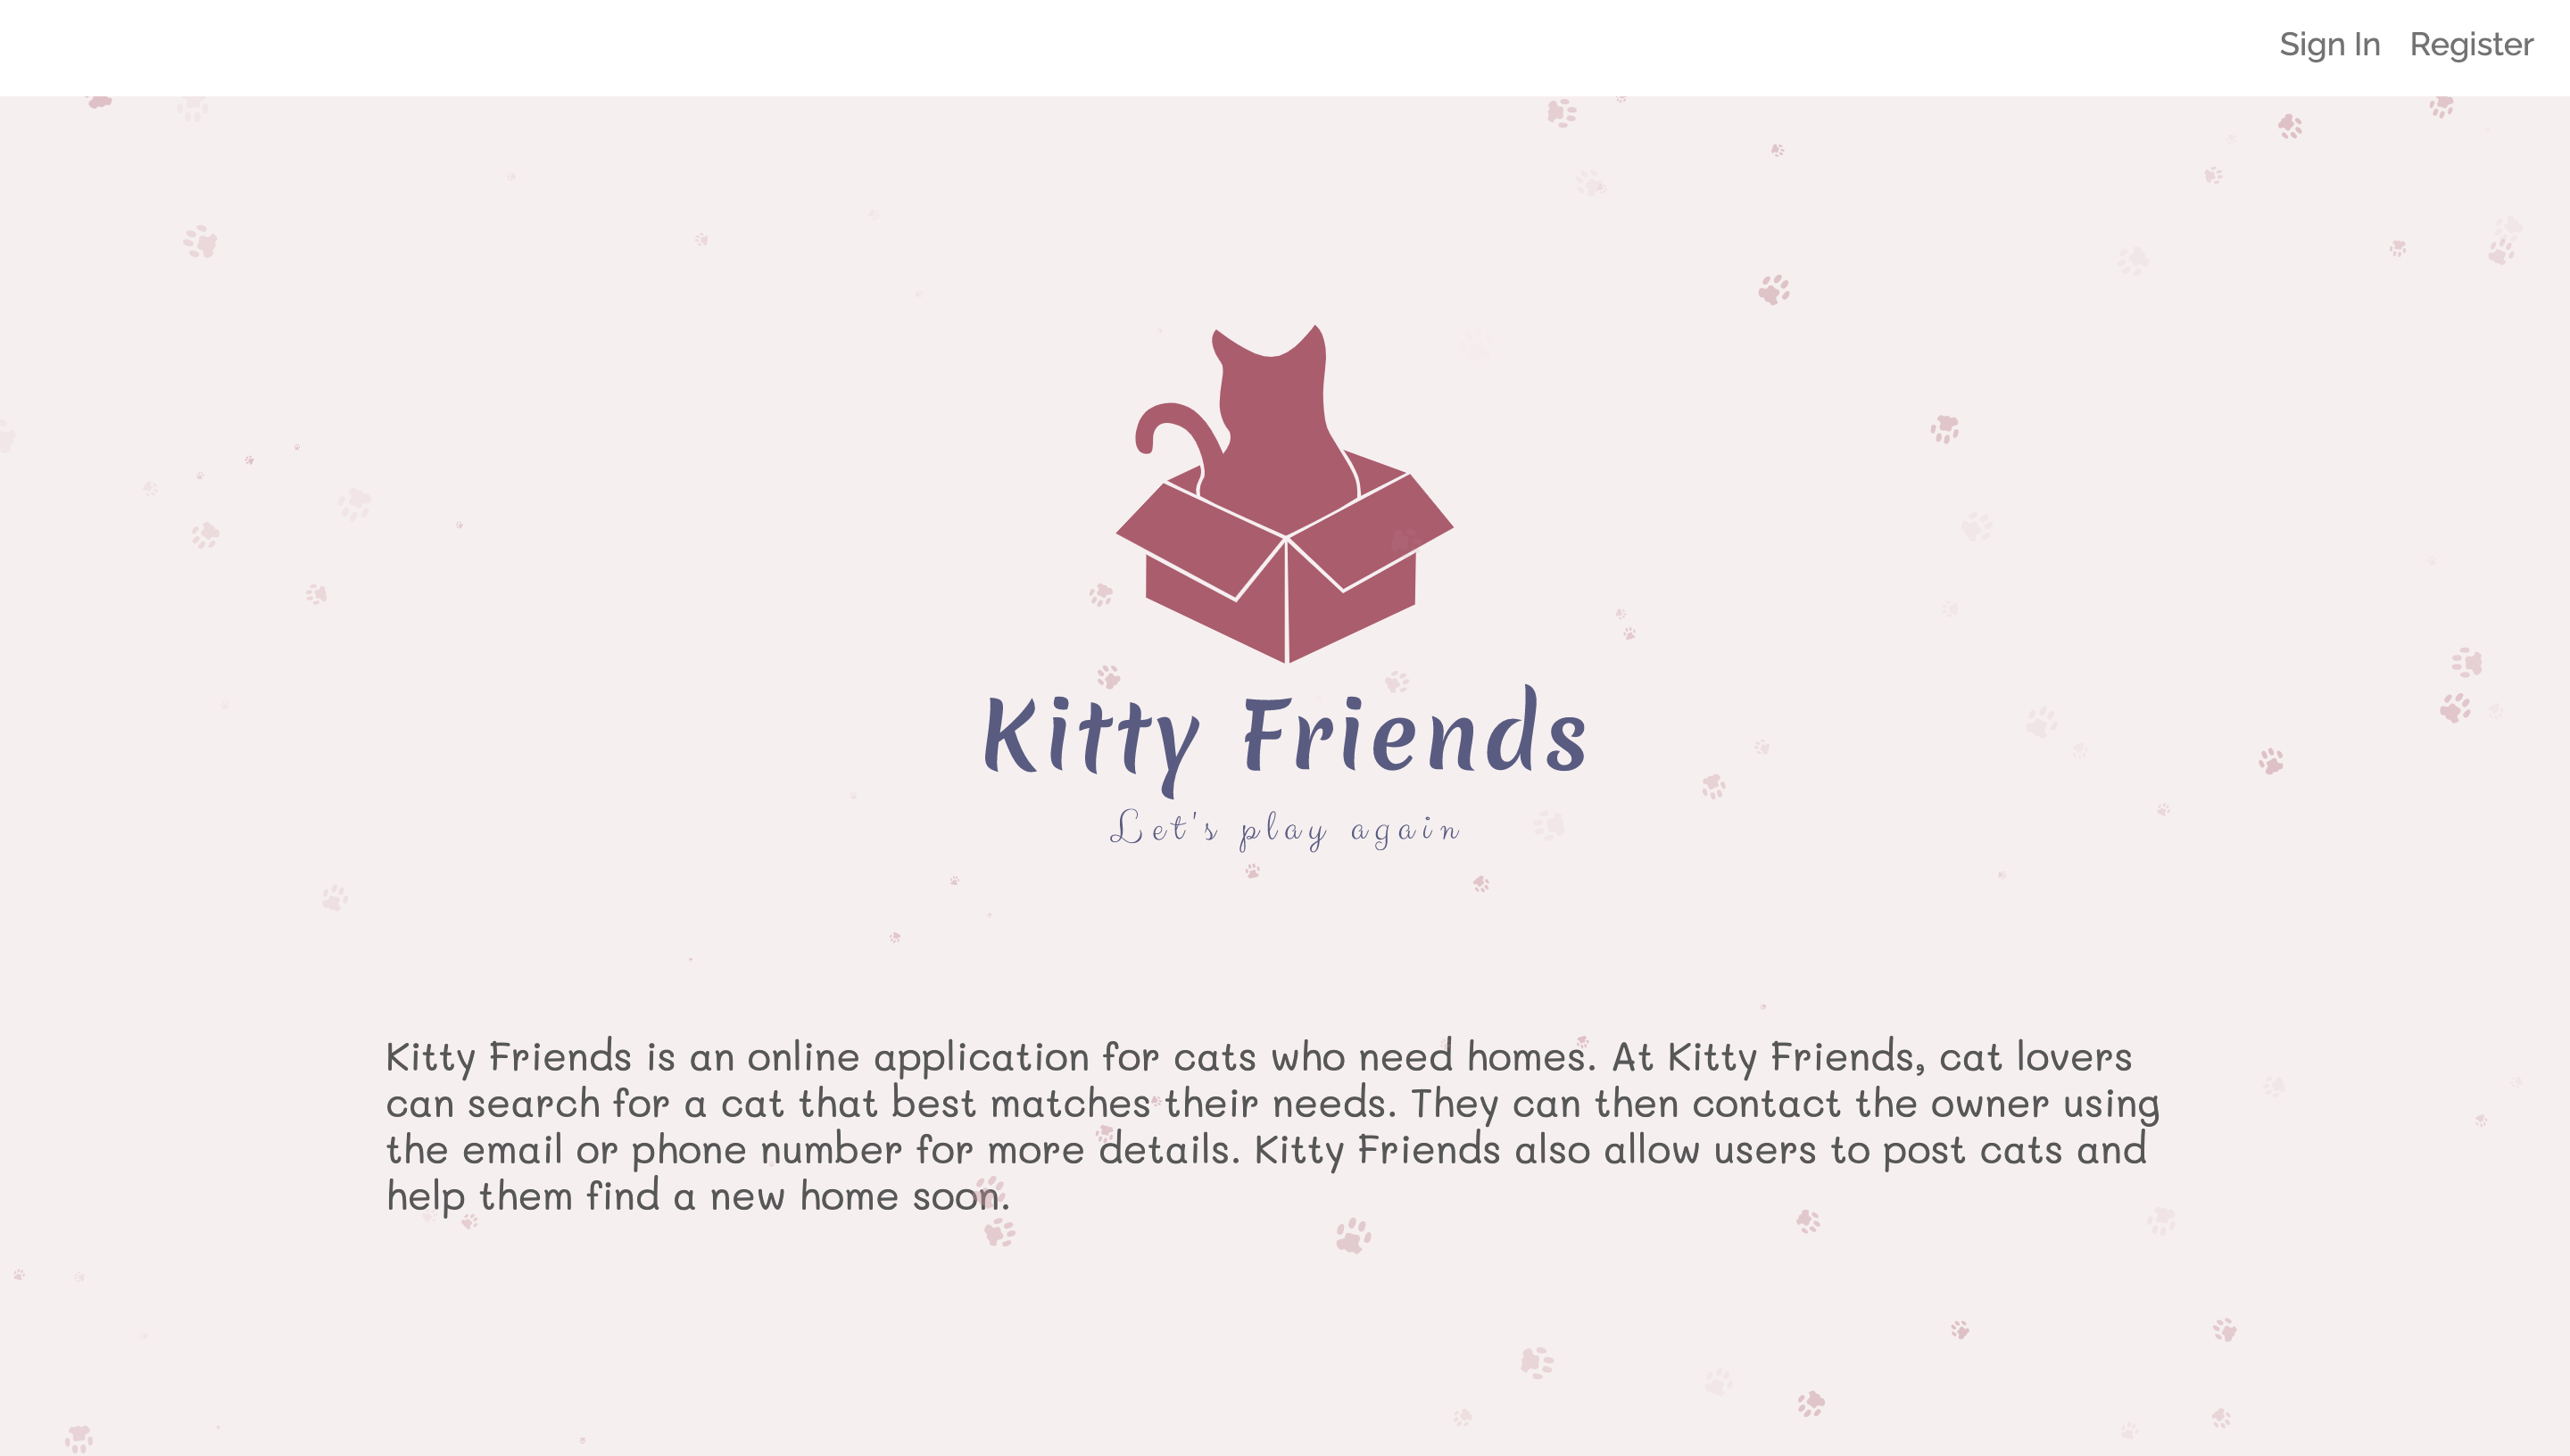 Sign In Register
Kitty Friends
Let's play again
Kitty Friends is an online application for cats who need homes. At Kitty Friends, cat lovers
can search for a cat that best matches their needs. They can then contact the owner using
the email or phone number for more details. Kitty Friends also allow users to post cats and
help them find a new home soon.